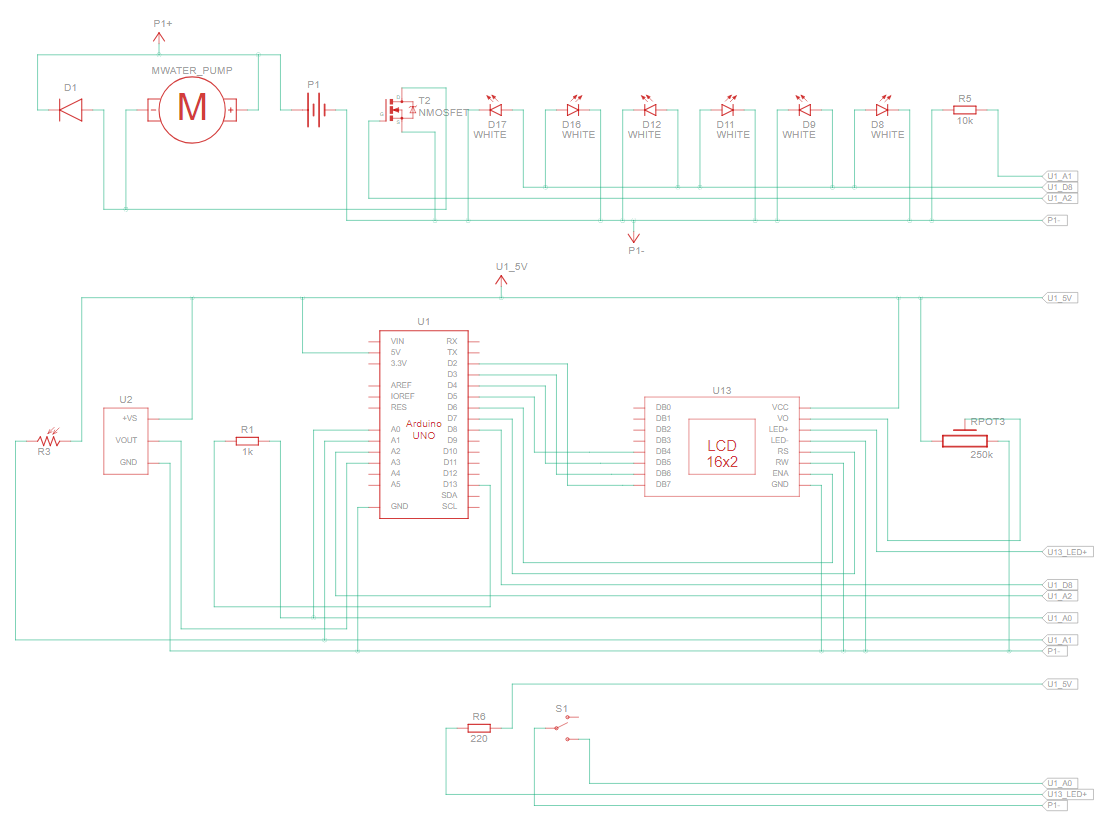 P1+
D1
MWATER_PUMP
M
-
+
P1
D
G
S
T2
NMOSFET
D17
WHITE
D16
WHITE
D12
WHITE
D11
WHITE
D9
WHITE
D8
WHITE
R5
10k
U1_A1
U1_D8
U1_A2
P1-
P1-
U1_5V
U1_5V
U1
VIN
5V
3.3V
AREF
IOREF
RES
A0
A1
A2
A3
A4
A5
GND
Arduino
UNO
RX
TX
D2
D3
D4
D5
D6
D7
D8
D9
D10
D11
D12
D13
SDA
SCL
U2
+VS
VOUT
GND
R3
R1
1k
U13
DB0
DB1
DB2
DB3
DB4
DB5
DB6
DB7
LCD
16x2
VCC
VO
LED+
LED-
RS
RW
ENA
GND
RPOT3
250k
U13_LED+
U1_D8
U1_A2
U1_A0
U1_A1
P1-
U1_5V
R6
220
S1
U1_A0
U13_LED+
P1-